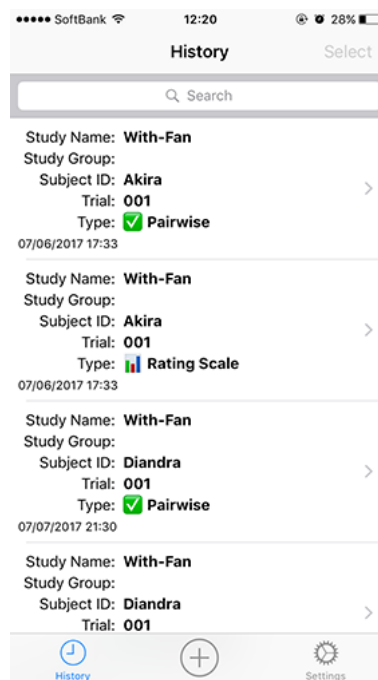 SoftBank 12:20 28%
History Select
Search
Study Name: With-Fan
Study Group:
Subject ID: Akira
Trial: 001
Type: ✅ Pairwise
07/06/2017 17:33
Study Name: With-Fan
Study Group:
Subject ID: Akira
Trial: 001
Type: 📊 Rating Scale
07/06/2017 17:33
Study Name: With-Fan
Study Group:
Subject ID: Diandra
Trial: 001
Type: ✅ Pairwise
07/07/2017 21:30
Study Name: With-Fan
Study Group:
Subject ID: Diandra
Trial: 001
History Settings